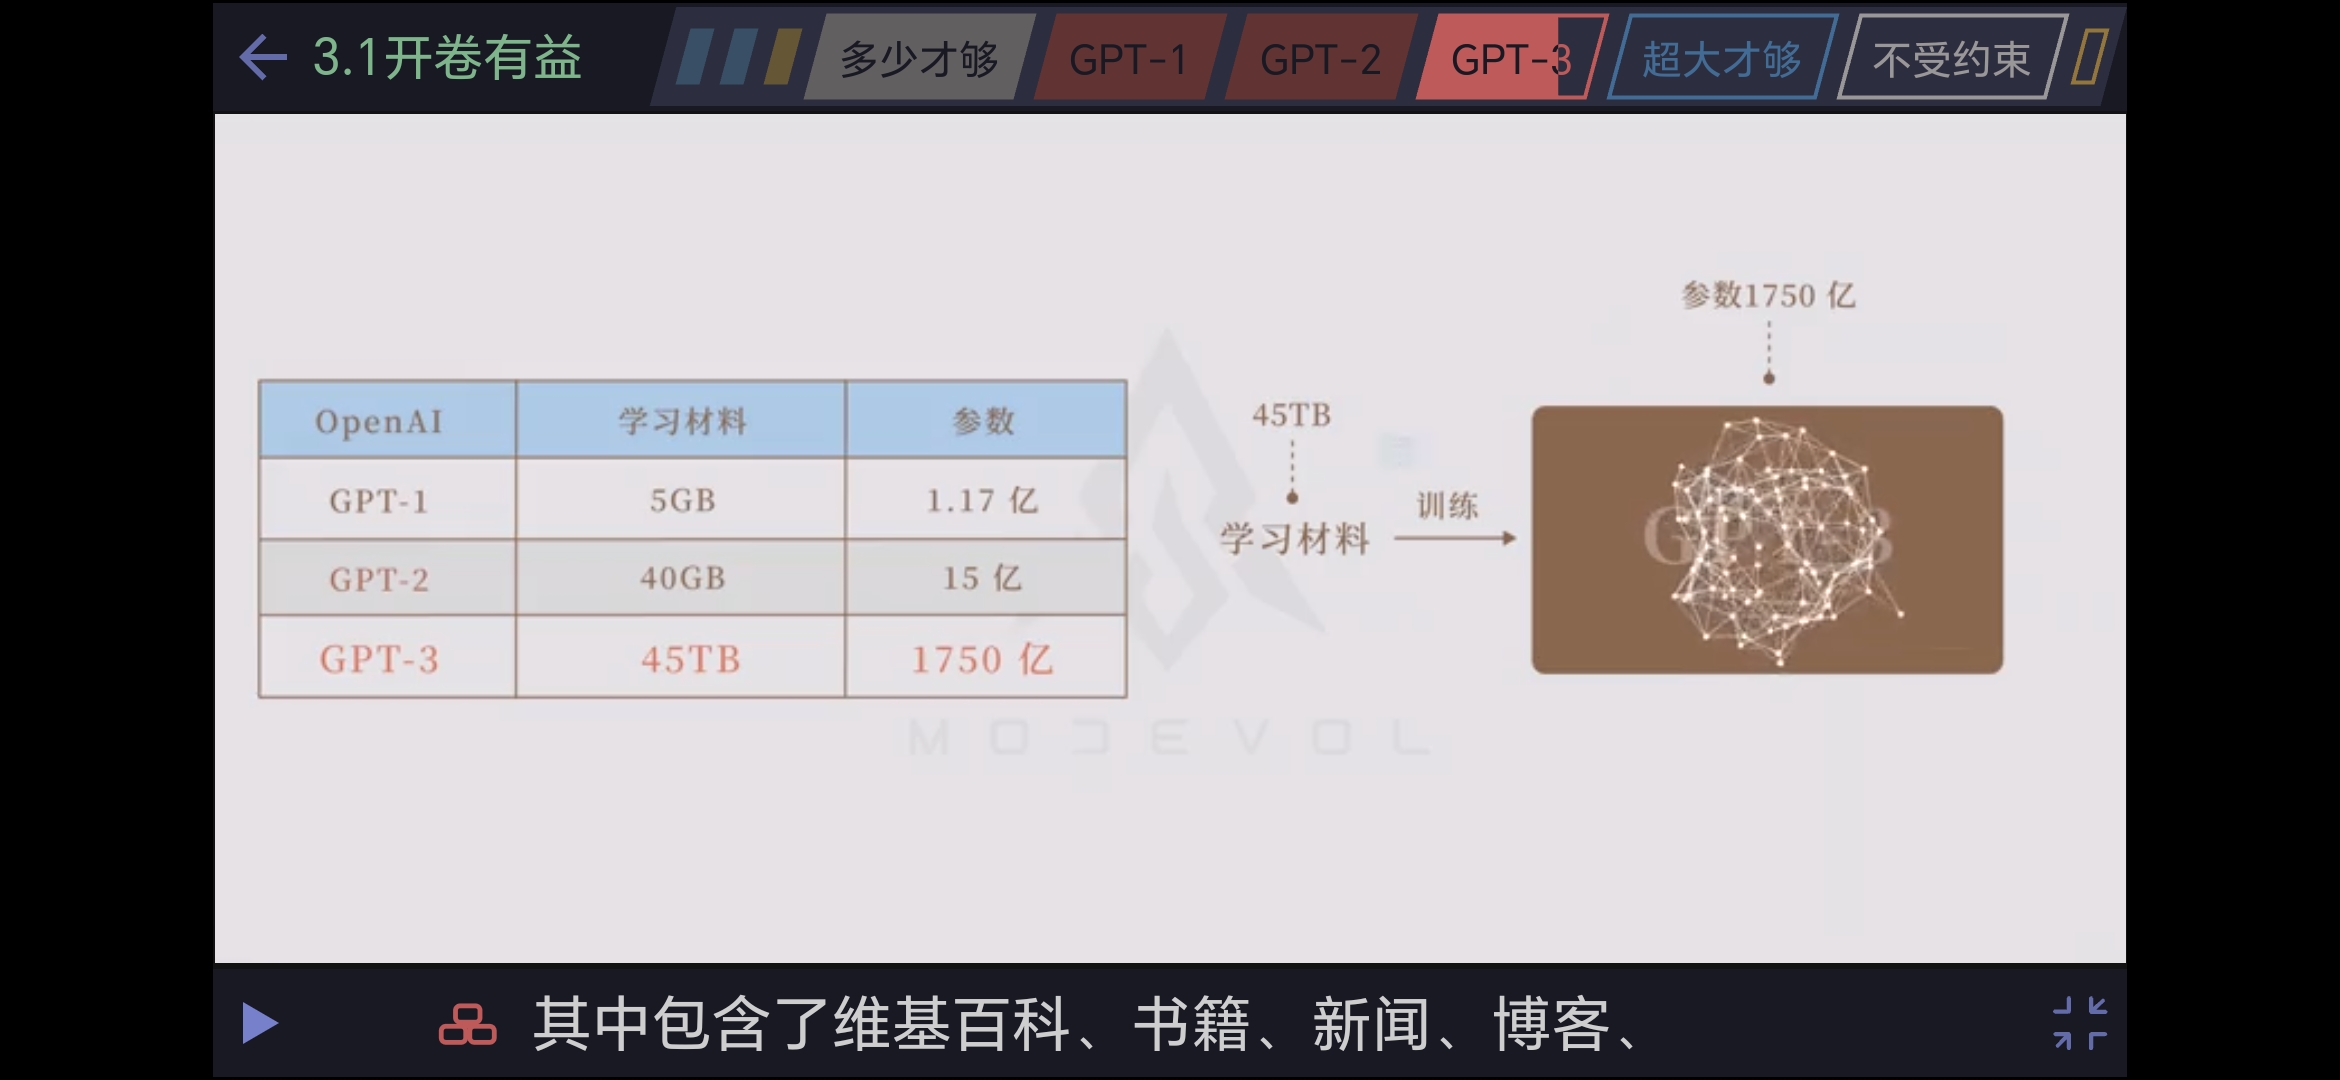 3.1开卷有益
多少才够
GPT-1
GPT-2
GPT-3
超大才够
不受约束
OpenAI 学习材料 参数
GPT-1 5GB 1.17 亿
GPT-2 40GB 15 亿
GPT-3 45TB 1750 亿
45TB
学习材料
训练
参数1750 亿
GPT-3
MODEVOL
其中包含了维基百科、书籍、新闻、博客、